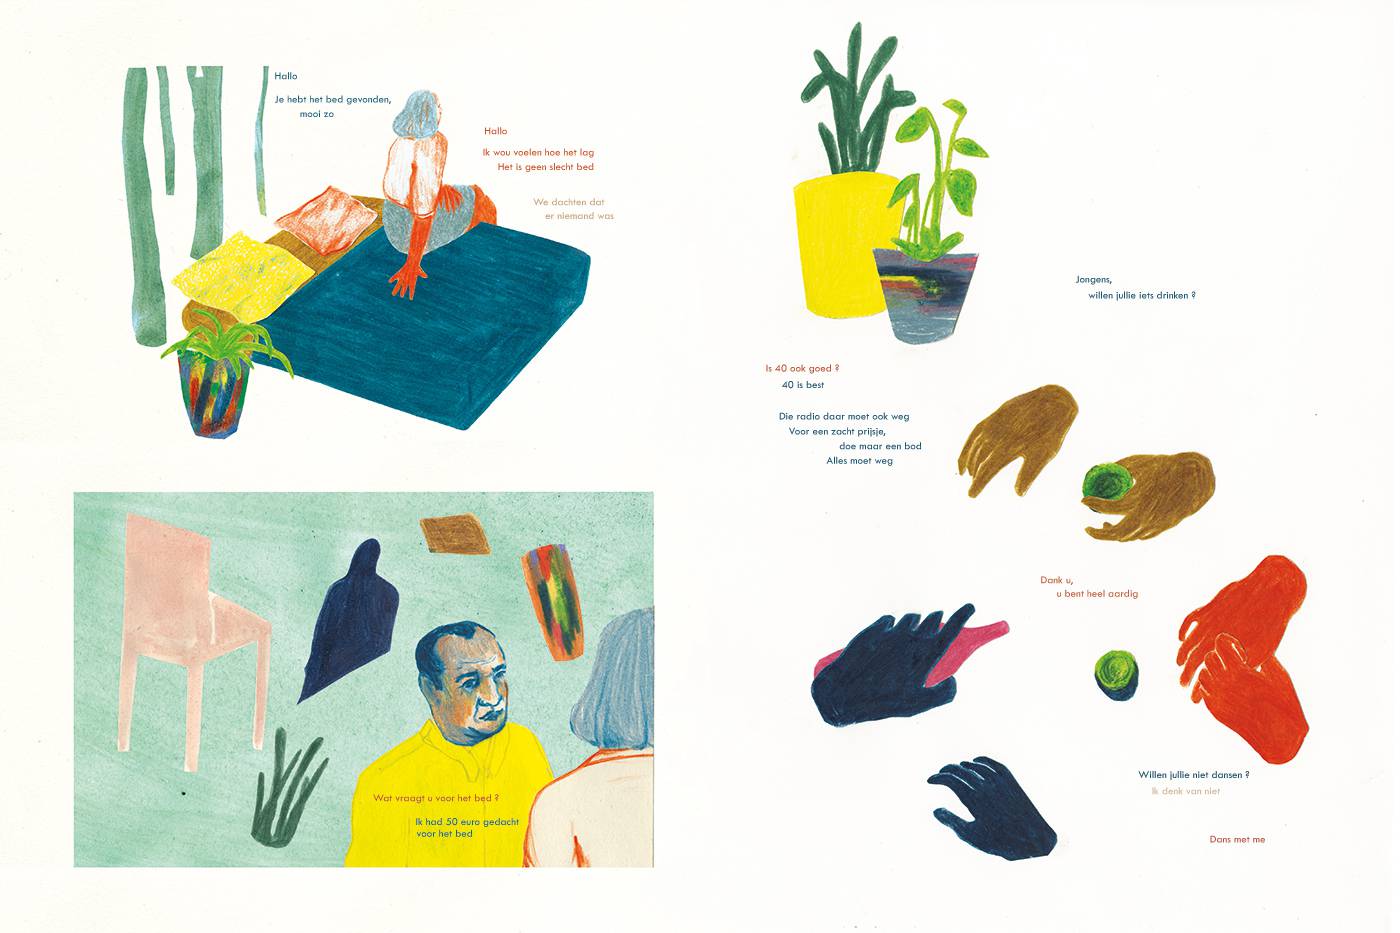 Hallo
Je hebt het bed gevonden,
mooi zo
Hallo
Ik wou voelen hoe het lag
Het is geen slecht bed
We dachten dat
er niemand was
Wat vraagt u voor het bed ?
Ik had 50 euro gedacht
voor het bed
Jongens,
willen jullie iets drinken ?
Is 40 ook goed ?
40 is best
Die radio daar moet ook weg
Voor een zacht prijsje,
doe maar een bod
Alles moet weg
Dank u,
u bent heel aardig
Willen jullie niet dansen ?
Ik denk van niet
Dans met me